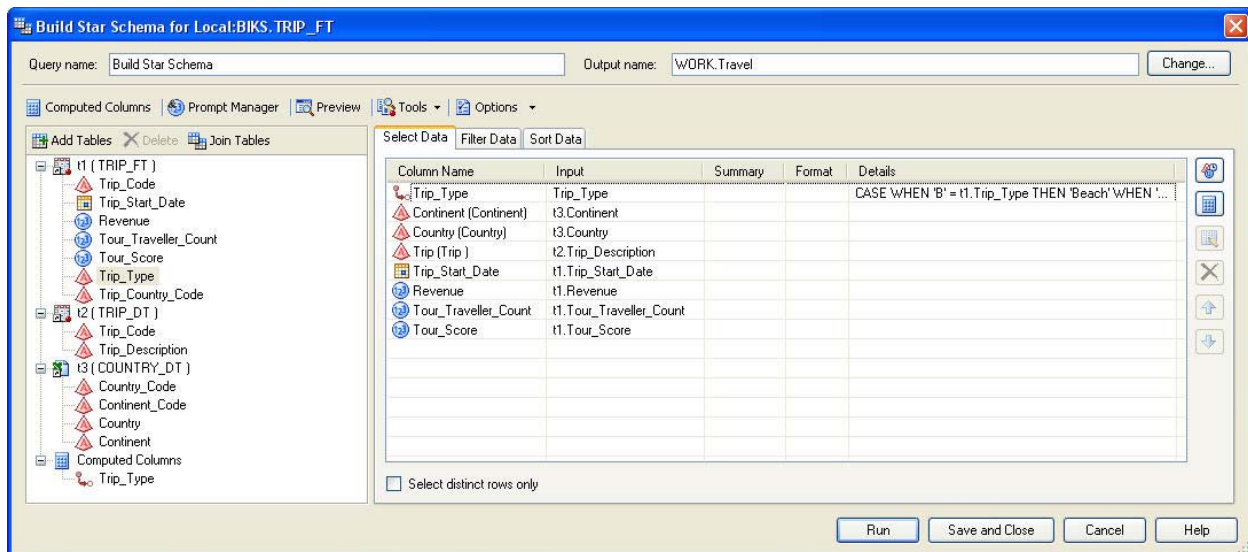 Build Star Schema for Local:BIKS.TRIP_FT
Query name: Build Star Schema Output name: WORK.Travel Change...
Computed Columns Prompt Manager Preview Tools Options
Add Tables Delete Join Tables
t1 ( TRIP_FT )
Trip_Code
Trip_Start_Date
Revenue
Tour_Traveller_Count
Tour_Score
Trip_Type
Trip_Country_Code
t2 ( TRIP_DT )
Trip_Code
Trip_Description
t3 ( COUNTRY_DT )
Country_Code
Continent_Code
Country
Continent
Computed Columns
Trip_Type
Select Data Filter Data Sort Data
Column Name Input Summary Format Details
Trip_Type Trip_Type CASE WHEN 'B' = t1.Trip_Type THEN 'Beach' WHEN '...
Continent (Continent) t3.Continent
Country (Country) t3.Country
Trip (Trip ) t2.Trip_Description
Trip_Start_Date t1.Trip_Start_Date
Revenue t1.Revenue
Tour_Traveller_Count t1.Tour_Traveller_Count
Tour_Score t1.Tour_Score
Select distinct rows only
Run Save and Close Cancel Help